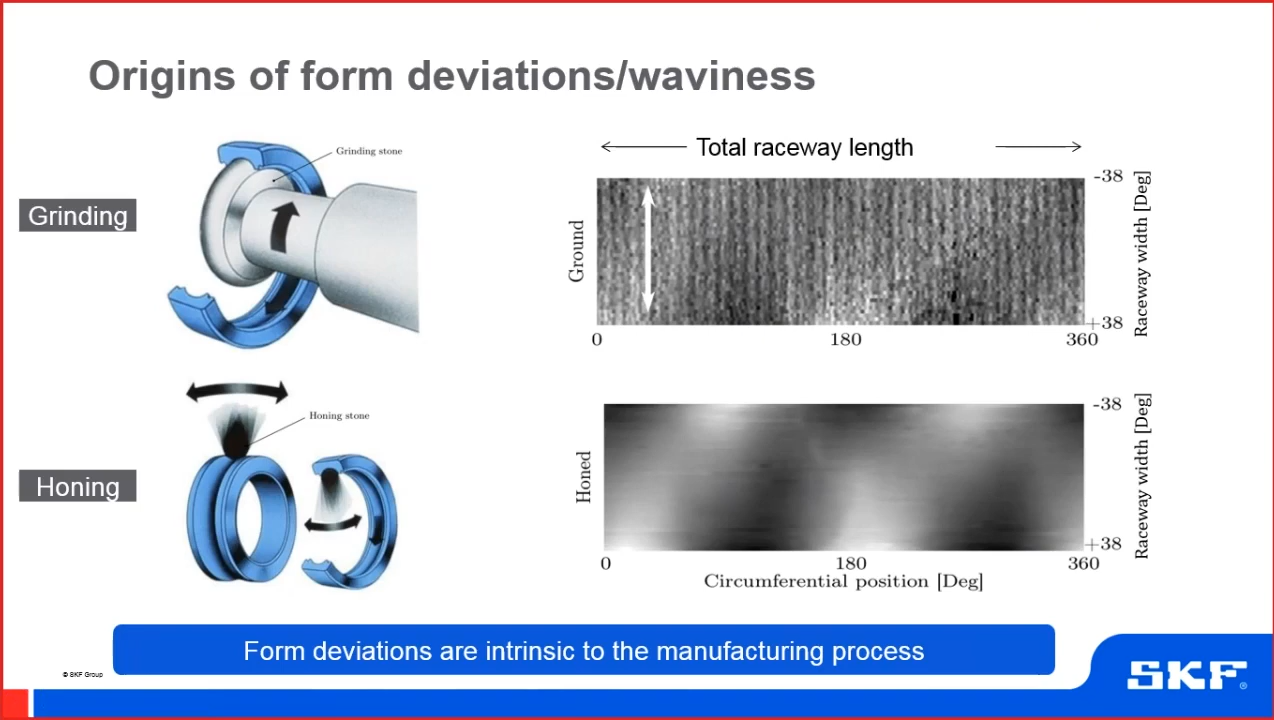 Origins of form deviations/waviness
Grinding stone
Grinding
Total raceway length
Ground
-38
+38
Raceway width [Deg]
0
180
360
Honing stone
Honing
Honed
-38
+38
Raceway width [Deg]
0
180
360
Circumferential position [Deg]
Form deviations are intrinsic to the manufacturing process
© SKF Group
SKF®